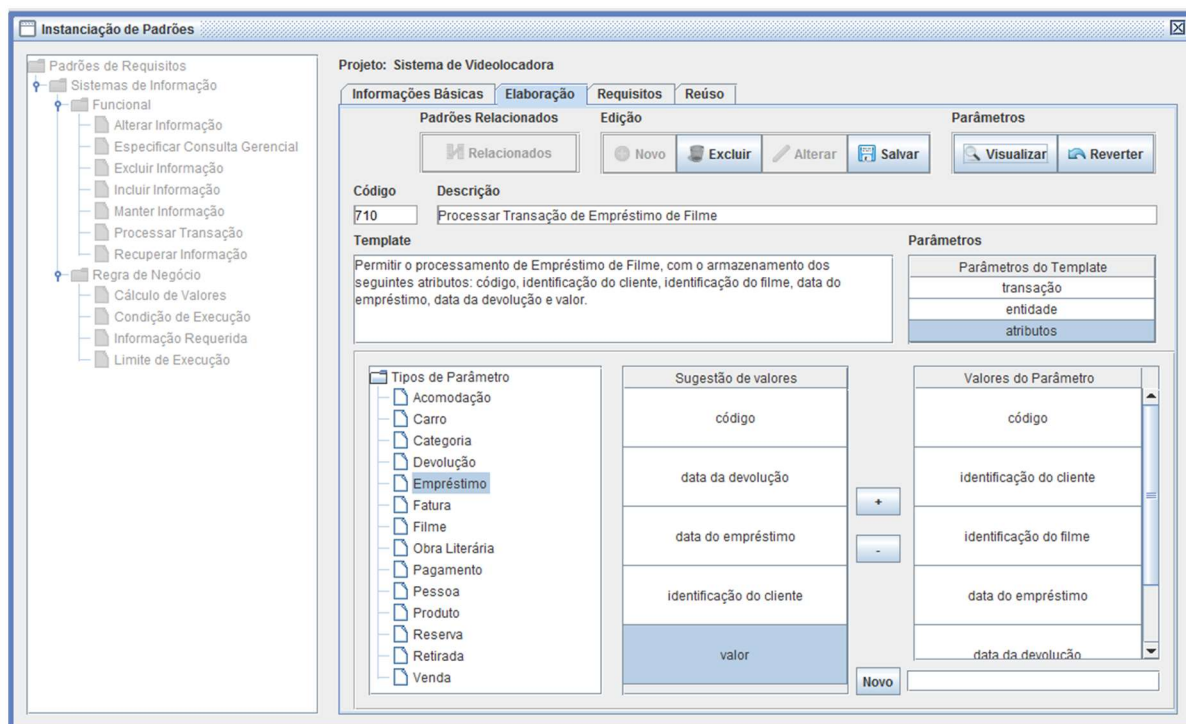 Instanciação de Padrões
Padrões de Requisitos
Sistemas de Informação
Funcional
Alterar Informação
Especificar Consulta Gerencial
Excluir Informação
Incluir Informação
Manter Informação
Processar Transação
Recuperar Informação
Regra de Negócio
Cálculo de Valores
Condição de Execução
Informação Requerida
Limite de Execução
Projeto: Sistema de Videolocadora
Informações Básicas Elaboração Requisitos Reúso
Padrões Relacionados Edição Parâmetros
Relacionados Novo Excluir Alterar Salvar Visualizar Reverter
Código Descrição
710 Processar Transação de Empréstimo de Filme
Template
Permitir o processamento de Empréstimo de Filme, com o armazenamento dos
seguintes atributos: código, identificação do cliente, identificação do filme, data do
empréstimo, data da devolução e valor.
Parâmetros
Parâmetros do Template
transação
entidade
atributos
Tipos de Parâmetro
Acomodação
Carro
Categoria
Devolução
Empréstimo
Fatura
Filme
Obra Literária
Pagamento
Pessoa
Produto
Reserva
Retirada
Venda
Sugestão de valores
código
data da devolução
data do empréstimo
identificação do cliente
valor
+
-
Valores do Parâmetro
código
identificação do cliente
identificação do filme
data do empréstimo
data da devolução
Novo